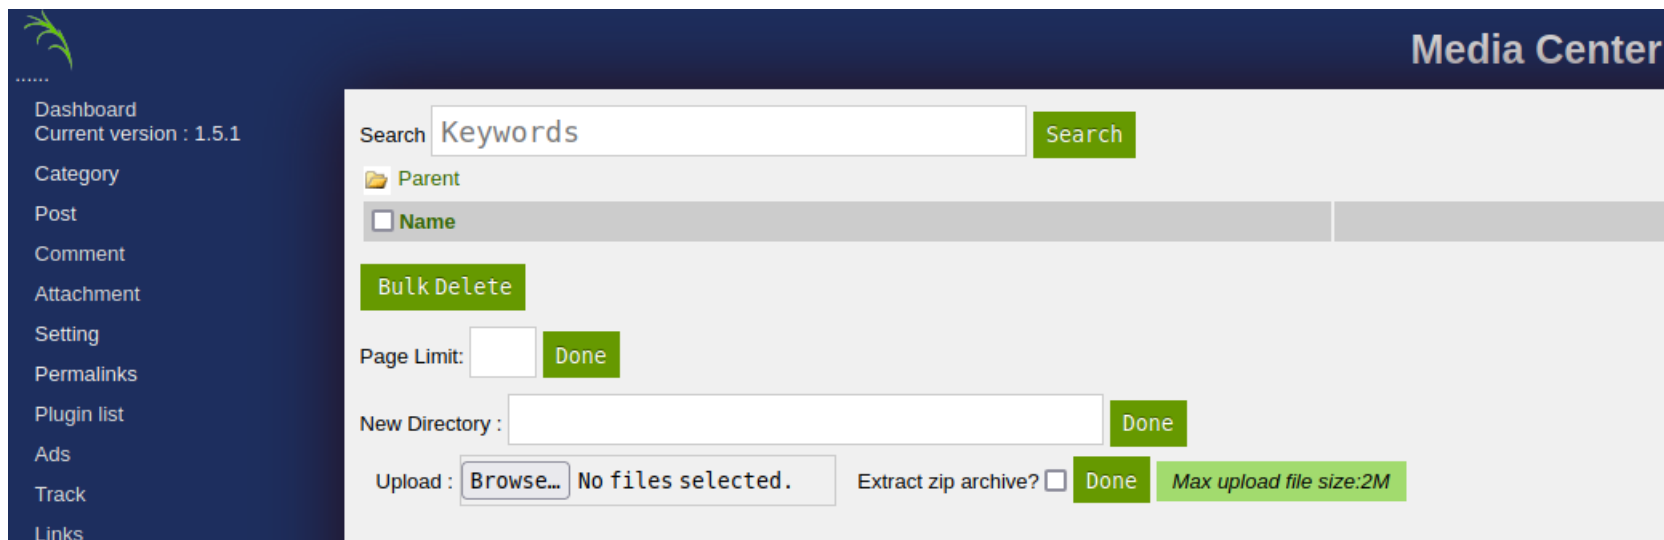 Media Center
......
Dashboard
Current version : 1.5.1
Category
Post
Comment
Attachment
Setting
Permalinks
Plugin list
Ads
Track
Links
Search Keywords Search
Parent
Name
Bulk Delete
Page Limit: Done
New Directory : Done
Upload : Browse... No files selected. Extract zip archive? Done Max upload file size:2M